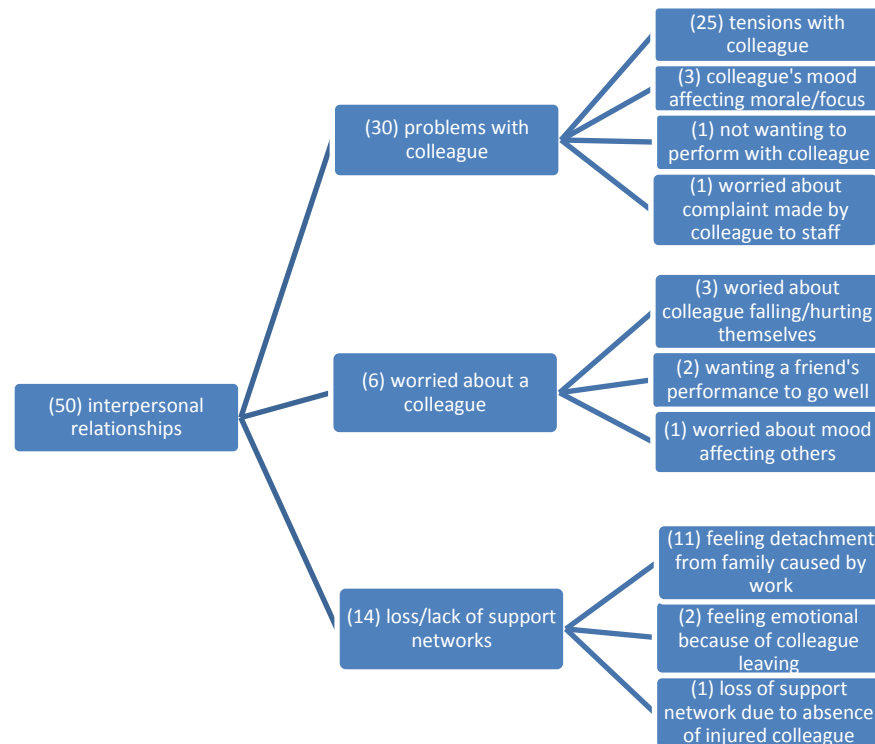 (50) interpersonal
relationships
(30) problems with
colleague
(25) tensions with
colleague
(3) colleague's mood
affecting morale/focus
(1) not wanting to
perform with colleague
(1) worried about
complaint made by
colleague to staff
(6) worried about a
colleague
(3) woried about
colleague falling/hurting
themselves
(2) wanting a friend's
performance to go well
(1) worried about mood
affecting others
(14) loss/lack of support
networks
(11) feeling detachment
from family caused by
work
(2) feeling emotional
because of colleague
leaving
(1) loss of support
network due to absence
of injured colleague